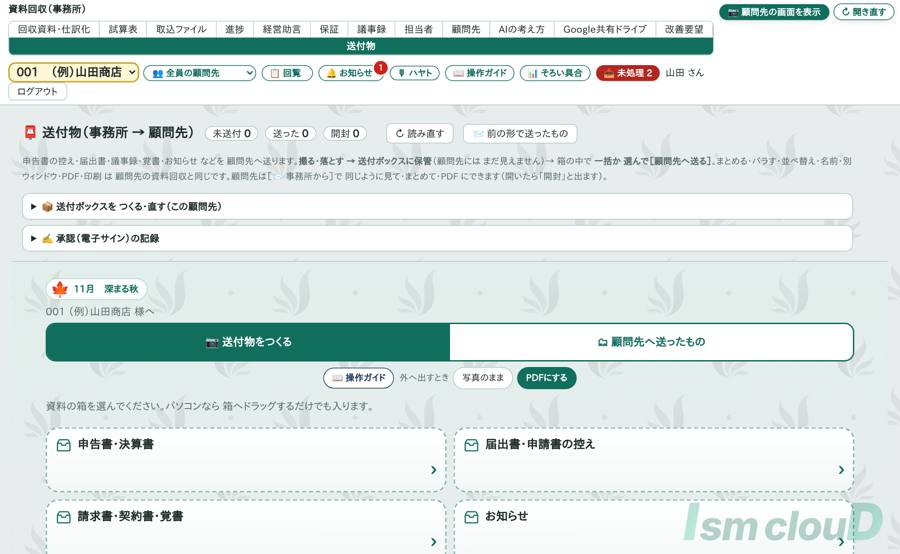 資料回収(事務所)
📷 顧問先の画面を表示 ↻ 開き直す
回収資料·仕訳化 試算表 取込ファイル 進捗 経営助言 保証 議事録 担当者 顧問先 AIの考え方 Google共有ドライブ 改善要望
送付物
001 (例)山田商店 👥 全員の顧問先 📋 回覧 🔔 お知らせ 1 🎙 ハヤト 📖 操作ガイド 📊 そろい具合 📥 未処理 2 山田 さん
ログアウト
📮 送付物(事務所 → 顧問先) 未送付 0 送った 0 開封 0 ↻ 読み直す 📨 前の形で送ったもの
申告書の控え・届出書・議事録・覚書・お知らせ などを 顧問先へ送ります。撮る・落とす → 送付ボックスに保管(顧問先には まだ見えません)→ 箱の中で 一括か 選んで[顧問先へ送る]。まとめる・バラす・並べ替え・名前・別
ウィンドウ・PDF・印刷 は 顧問先の資料回収と同じです。顧問先は[📨事務所から]で 同じように見て・まとめて・PDF にできます(開いたら「開封」と出ます)。
▶ 📦 送付ボックスを つくる・直す(この顧問先)
▶ ✍ 承認(電子サイン)の記録
🍁 11月 深まる秋
001 (例)山田商店 様へ
📷 送付物をつくる 🗂 顧問先へ送ったもの
📖 操作ガイド 外へ出すとき 写真のまま PDFにする
資料の箱を選んでください。パソコンなら 箱へドラッグするだけでも入ります。
申告書・決算書 届出書・申請書の控え
請求書・契約書・覚書 お知らせ
Ism clouD